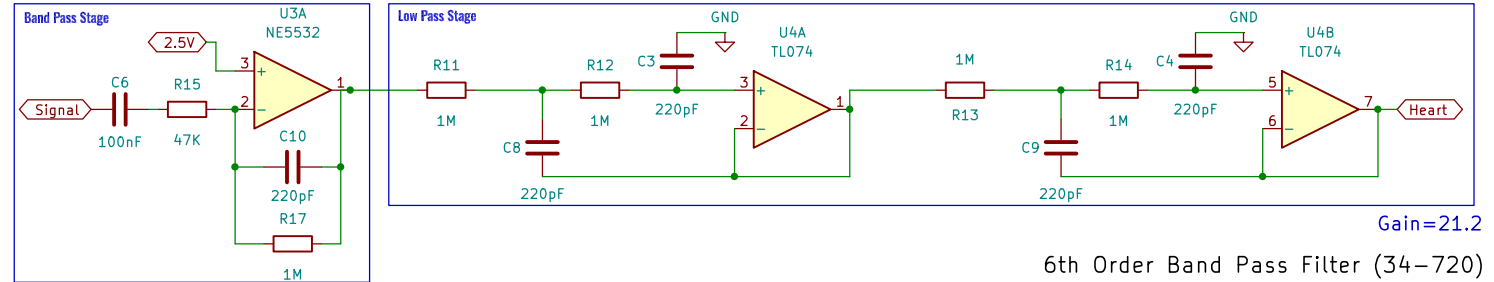 Band Pass Stage
U3A
NE5532
2.5V
3
+
2
−
1
Signal
C6
100nF
R15
47K
C10
220pF
R17
1M
Low Pass Stage
R11
1M
C8
220pF
R12
1M
C3
220pF
GND
U4A
TL074
3
+
2
−
1
1M
R13
C9
220pF
R14
1M
C4
220pF
GND
U4B
TL074
5
+
6
−
7
Heart
Gain=21.2
6th Order Band Pass Filter (34−720)